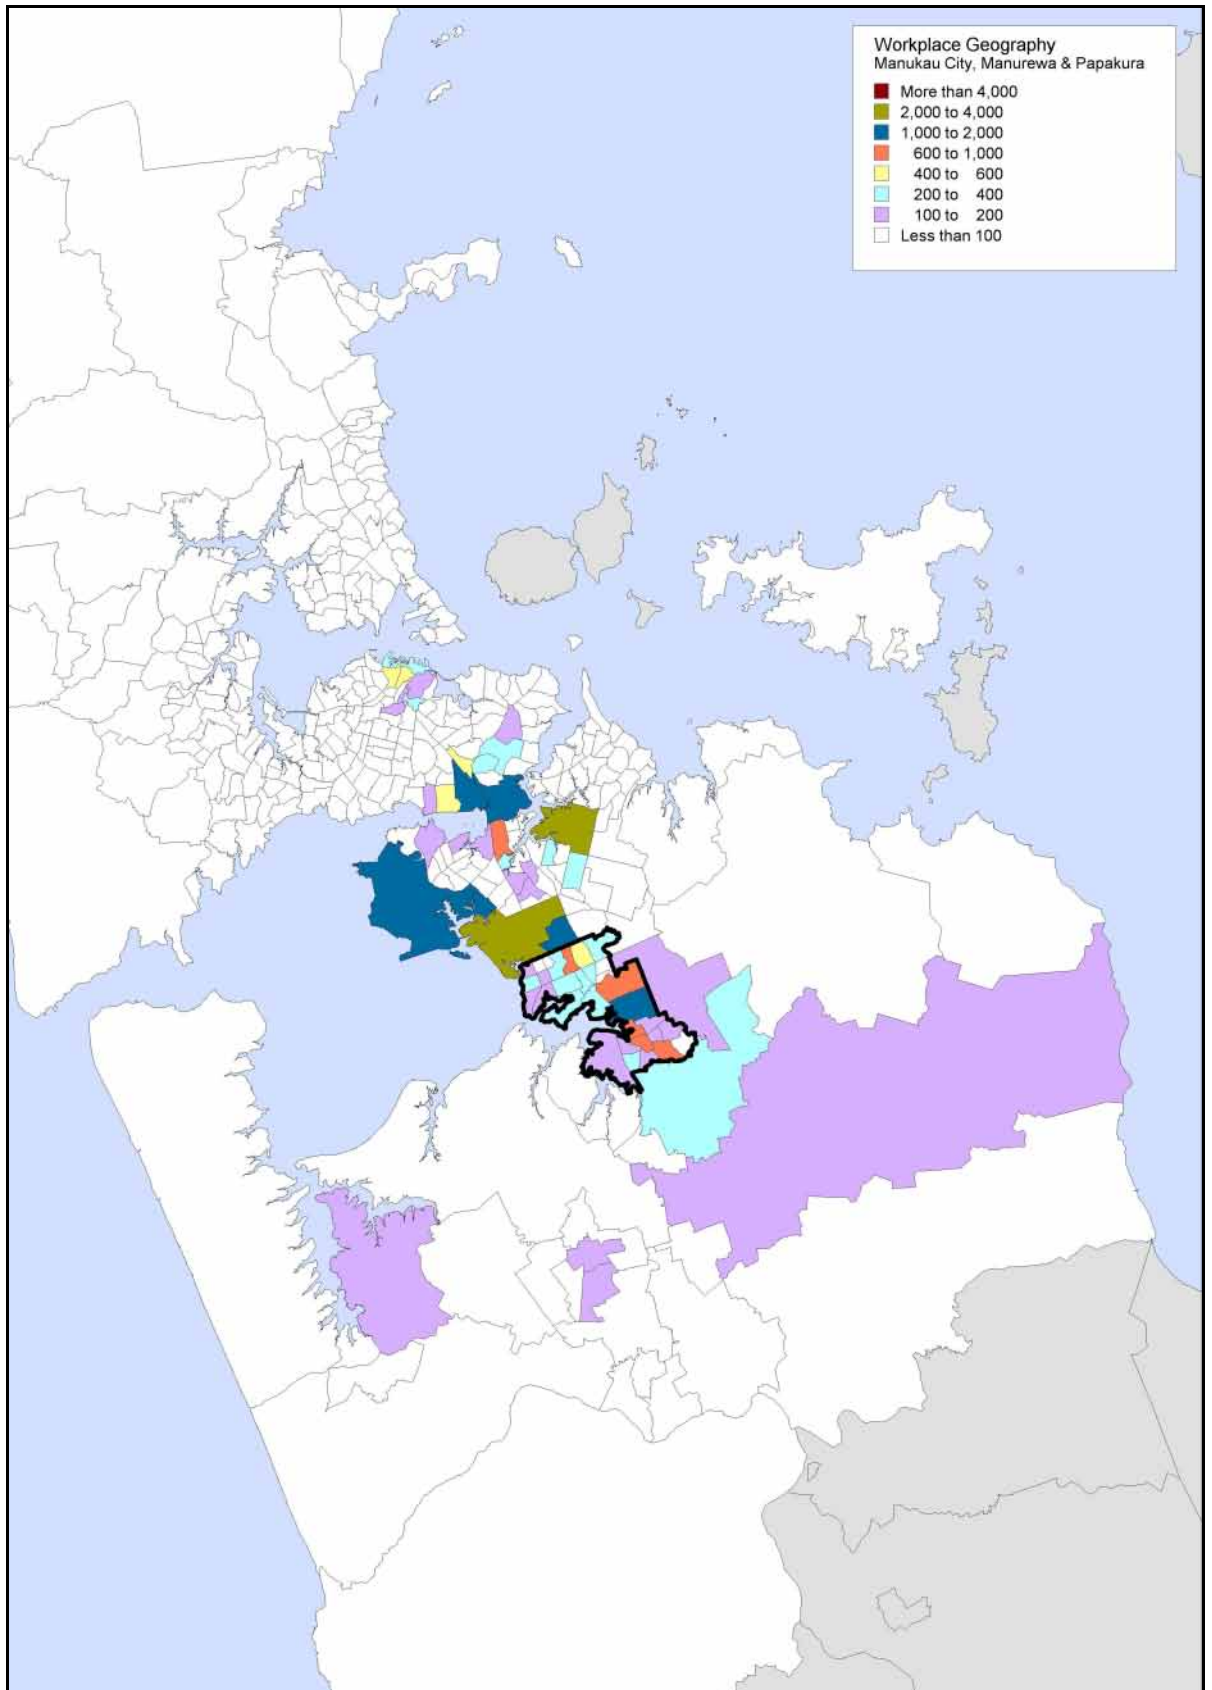 Workplace Geography
Manukau City, Manurewa & Papakura
More than 4,000
2,000 to 4,000
1,000 to 2,000
600 to 1,000
400 to 600
200 to 400
100 to 200
Less than 100